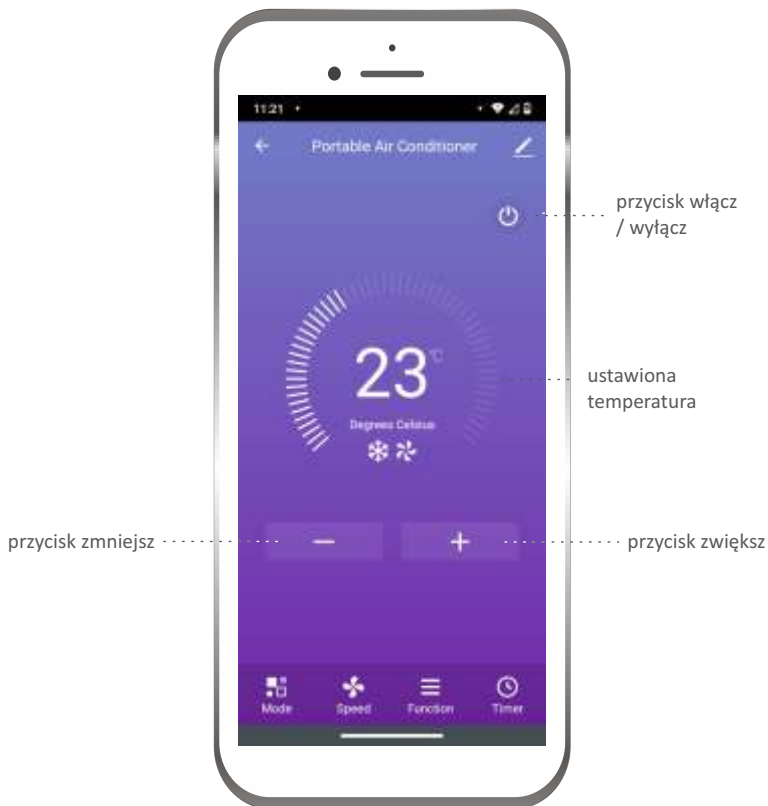 11:21
Portable Air Conditioner
przycisk włącz
/ wyłącz
23°C
ustawiona
temperatura
Degrees Celsius
przycisk zmniejsz
przycisk zwiększ
Mode
Speed
Function
Timer